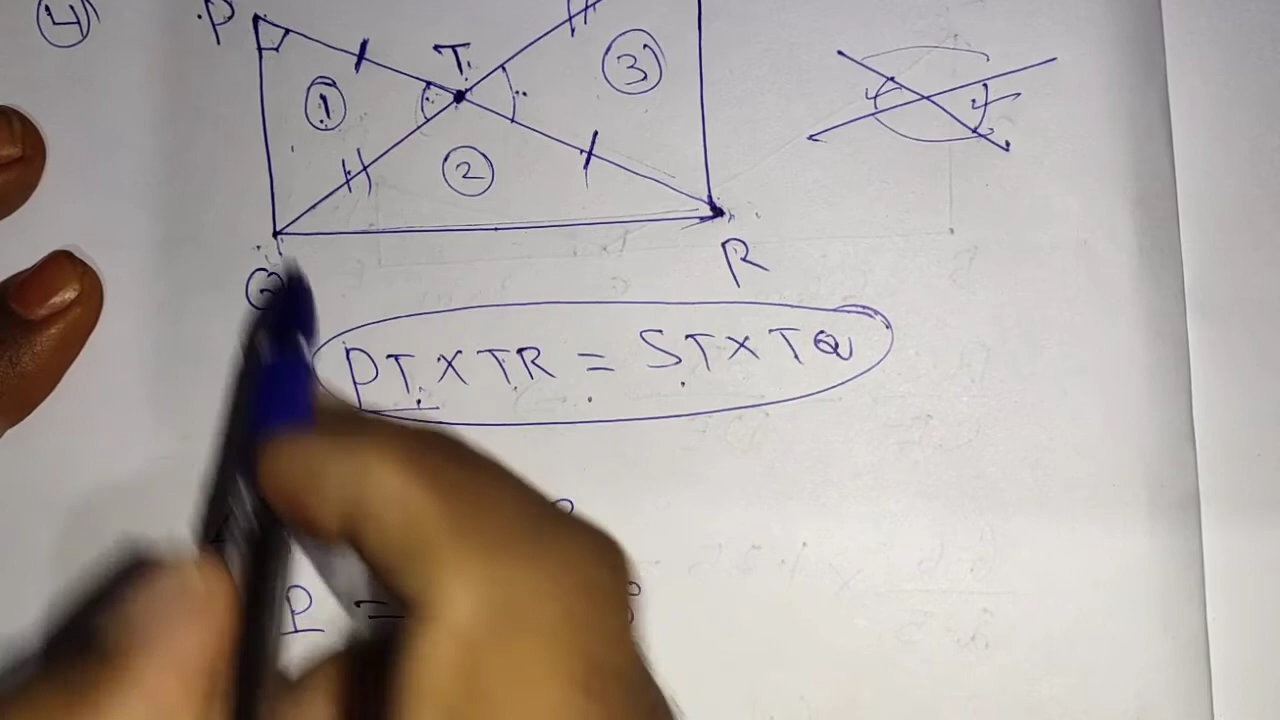 4
P
T
1
3
2
Q
R
PT × TR = ST × TQ
P =